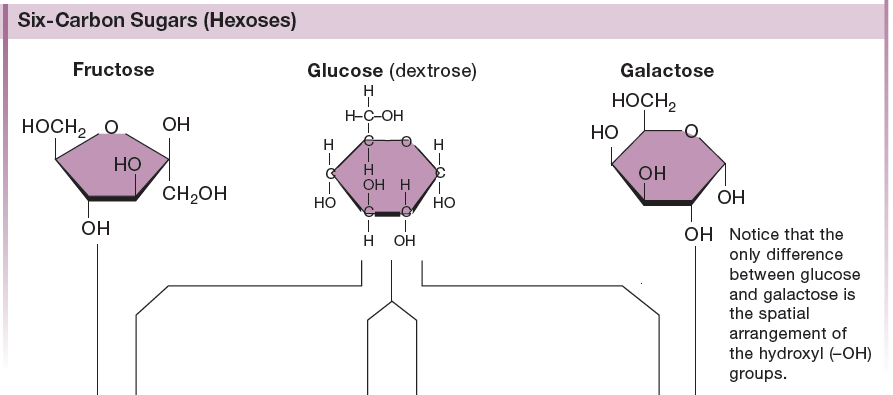 Six-Carbon Sugars (Hexoses)
Fructose
HOCH₂ O OH
HO
CH₂OH
OH
Glucose (dextrose)
H
H–C–OH
H C O H
C H C
OH H
HO HO
C C
H OH
Galactose
HOCH₂
HO O
OH
OH
OH
Notice that the
only difference
between glucose
and galactose is
the spatial
arrangement of
the hydroxyl (–OH)
groups.